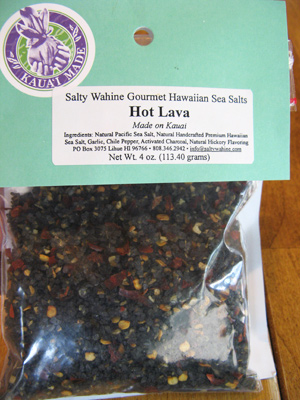 KAUA'I MADE
Salty Wahine Gourmet Hawaiian Sea Salts
Hot Lava
Made on Kauai
Ingredients: Natural Pacific Sea Salt, Natural Handcrafted Premium Hawaiian
Sea Salt, Garlic, Chile Pepper, Activated Charcoal, Natural Hickory Flavoring
PO Box 3075 Lihue HI 96766 • 808.346.2942 • info@saltywahine.com
Net Wt. 4 oz. (113.40 grams)